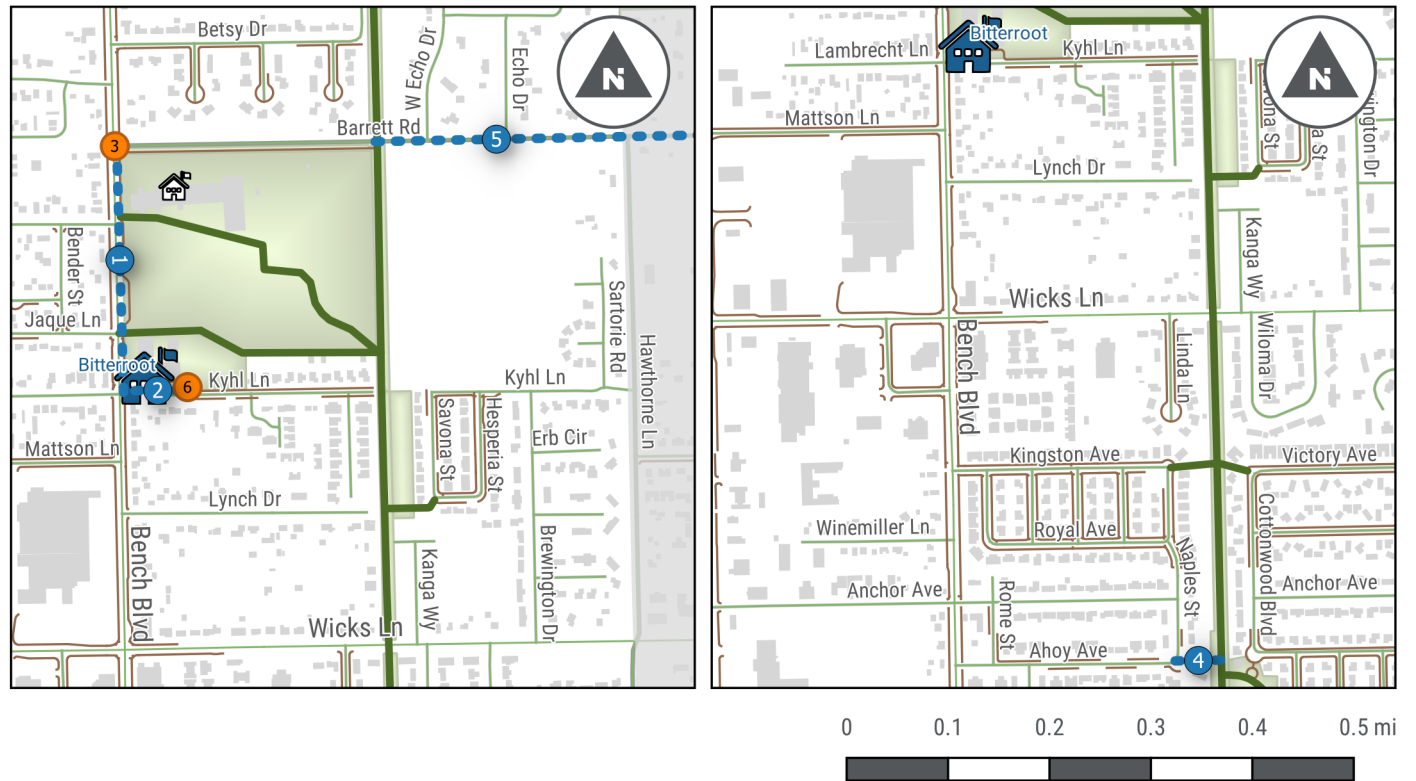 Betsy Dr
W Echo Dr
Echo Dr
N
Barrett Rd
3
5
1
Bender St
Jaque Ln
Sartorie Rd
Hawthorne Ln
Bitterroot
2
6
Kyhl Ln
Kyhl Ln
Savona St
Hesperia St
Erb Cir
Mattson Ln
Lynch Dr
Bench Blvd
Kanga Wy
Brewington Dr
Wicks Ln
Bitterroot
Lambrecht Ln
Kyhl Ln
N
Mattson Ln
Lynch Dr
Kanga Wy
Wicks Ln
Bench Blvd
Linda Ln
Wiloma Dr
Kingston Ave
Victory Ave
Winemiller Ln
Royal Ave
Naples St
Cottonwood Blvd
Anchor Ave
Rome St
Anchor Ave
Ahoy Ave
4
0 0.1 0.2 0.3 0.4 0.5 mi